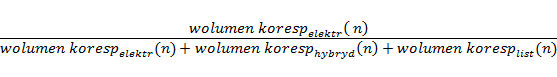 wolumen koresp_elektr(n)
wolumen koresp_elektr(n) + wolumen koresp_hybryd(n) + wolumen koresp_list(n)